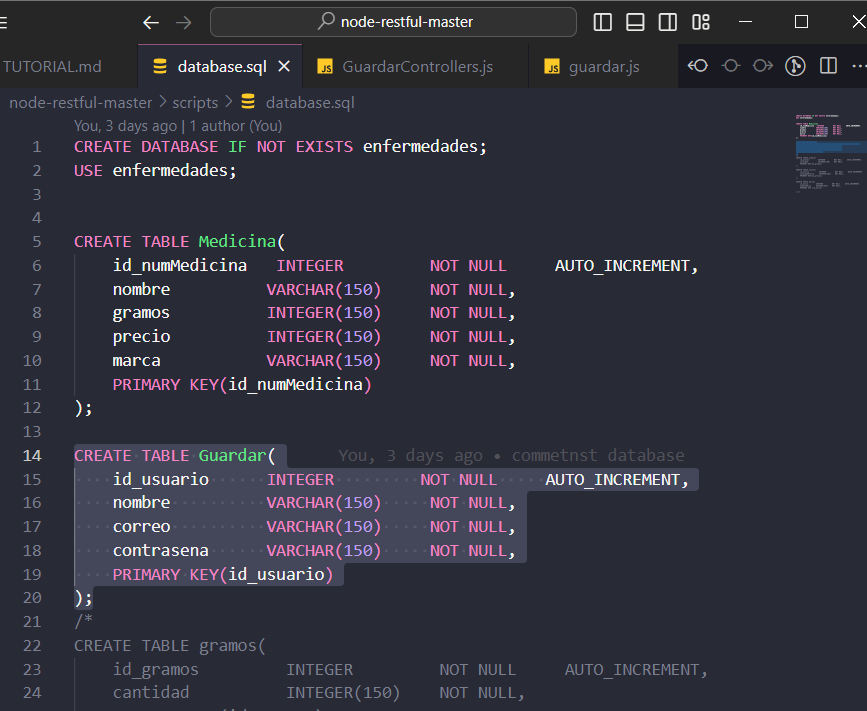 node-restful-master
TUTORIAL.md database.sql GuardarControllers.js guardar.js
node-restful-master > scripts > database.sql
You, 3 days ago | 1 author (You)
1 CREATE DATABASE IF NOT EXISTS enfermedades;
2 USE enfermedades;
3
4
5 CREATE TABLE Medicina(
6 id_numMedicina INTEGER NOT NULL AUTO_INCREMENT,
7 nombre VARCHAR(150) NOT NULL,
8 gramos INTEGER(150) NOT NULL,
9 precio INTEGER(150) NOT NULL,
10 marca VARCHAR(150) NOT NULL,
11 PRIMARY KEY(id_numMedicina)
12 );
13
14 CREATE TABLE Guardar( You, 3 days ago • commetnst database
15 id_usuario INTEGER NOT NULL AUTO_INCREMENT,
16 nombre VARCHAR(150) NOT NULL,
17 correo VARCHAR(150) NOT NULL,
18 contrasena VARCHAR(150) NOT NULL,
19 PRIMARY KEY(id_usuario)
20 );
21 /*
22 CREATE TABLE gramos(
23 id_gramos INTEGER NOT NULL AUTO_INCREMENT,
24 cantidad INTEGER(150) NOT NULL,